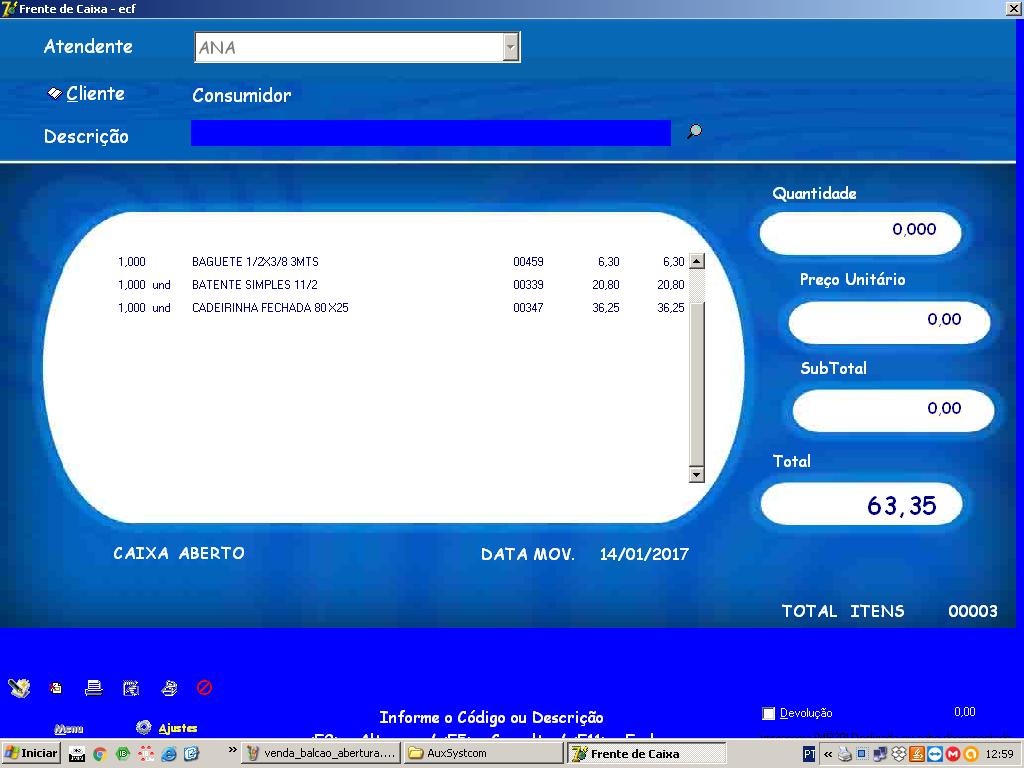 Frente de Caixa - ecf
Atendente ANA
Cliente Consumidor
Descrição
Quantidade
0,000
1,000 BAGUETE 1/2X3/8 3MTS 00459 6,30 6,30
1,000 und BATENTE SIMPLES 11/2 00339 20,80 20,80
1,000 und CADEIRINHA FECHADA 80X25 00347 36,25 36,25
Preço Unitário
0,00
SubTotal
0,00
Total
63,35
CAIXA ABERTO DATA MOV. 14/01/2017
TOTAL ITENS 00003
Informe o Código ou Descrição
Devolução 0,00
Menu Ajustes
Iniciar venda_balcao_abertura.... AuxSystcom Frente de Caixa PT 12:59